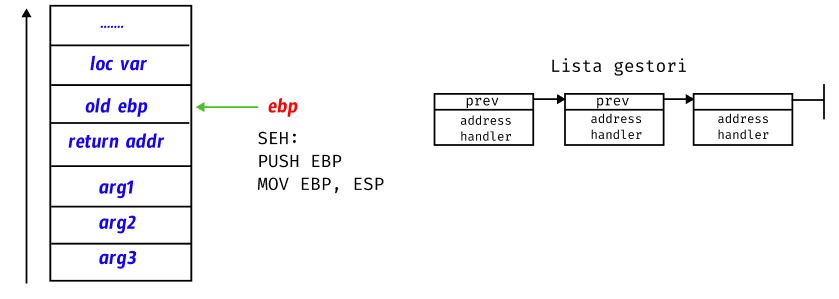 .......
loc var
old ebp
return addr
arg1
arg2
arg3
ebp
SEH:
PUSH EBP
MOV EBP, ESP
Lista gestori
prev
address
handler
prev
address
handler
address
handler